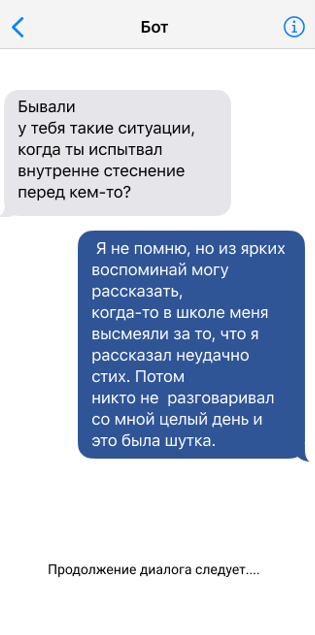 Бот
Бывали
у тебя такие ситуации,
когда ты испытвал
внутренне стеснение
перед кем-то?
Я не помню, но из ярких
воспоминай могу
рассказать,
когда-то в школе меня
высмеяли за то, что я
рассказал неудачно
стих. Потом
никто не  разговаривал
со мной целый день и
это была шутка.
Продолжение диалога следует....